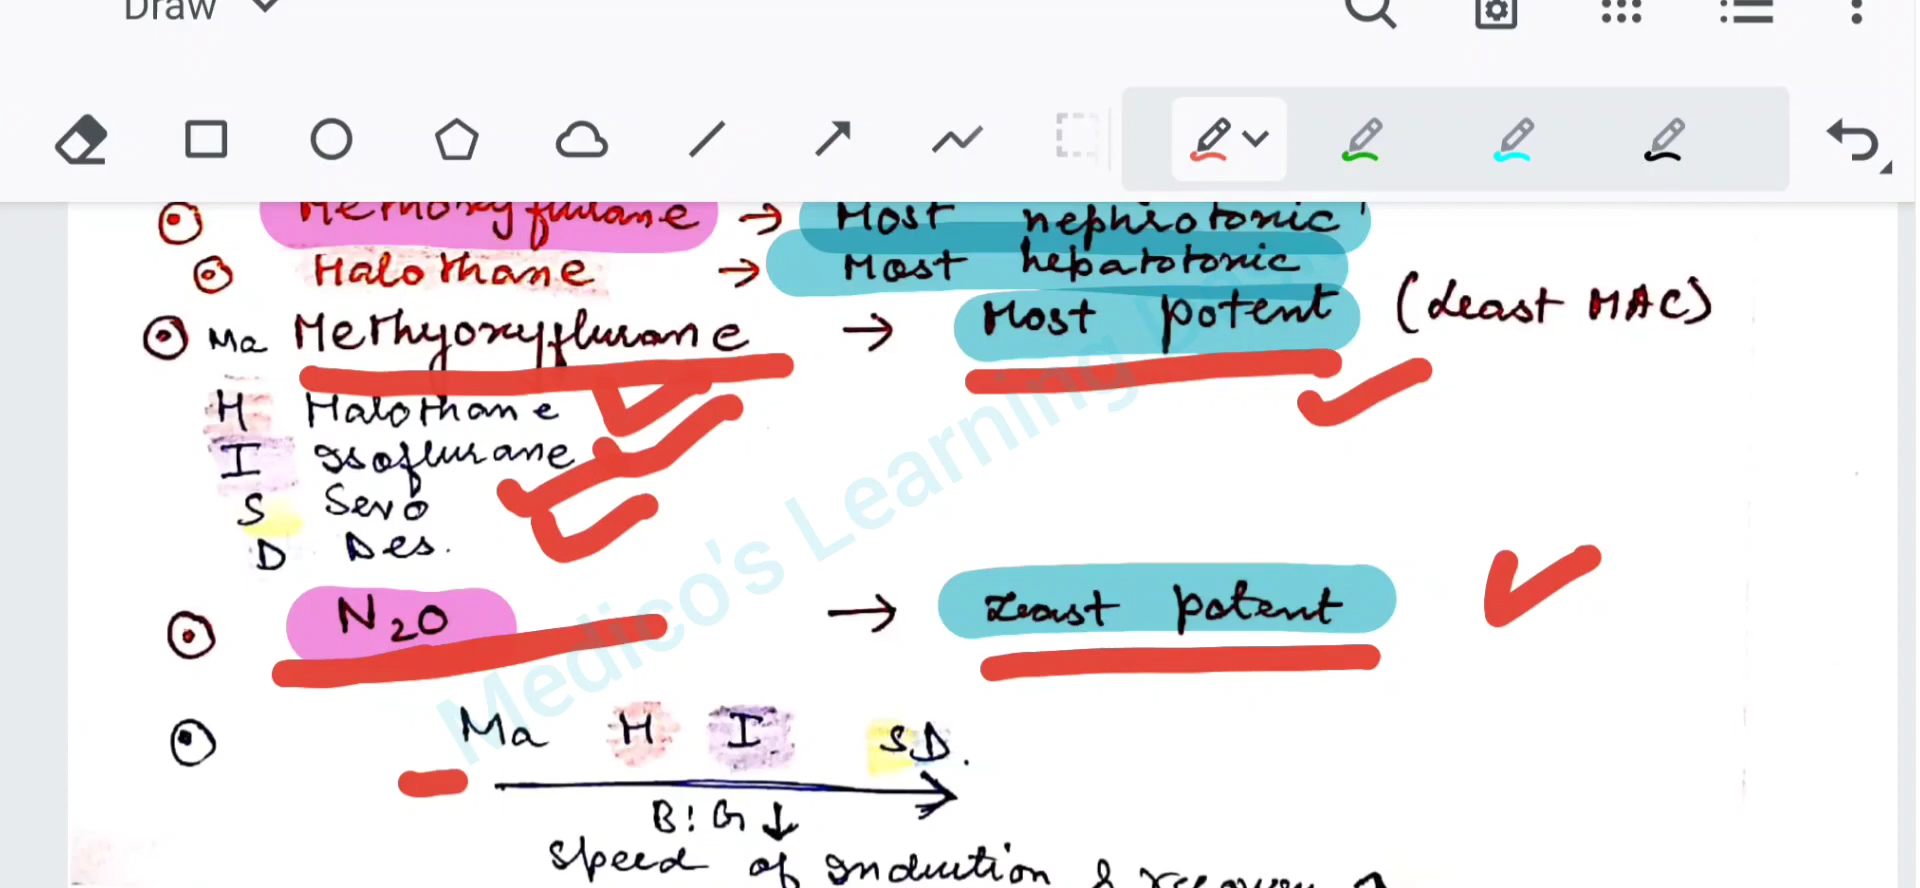 Draw
Methoxyflurane → Most nephrotoxic
Halothane → Most hepatotoxic
Ma Methyoxyflurane → Most potent (Least MAC)
H Halothane
I Isoflurane
S Sevo
D Des.
N2O → Least potent
Ma H I S D.
B:G ↓
Speed of Induction & recovery
Medico's Learning